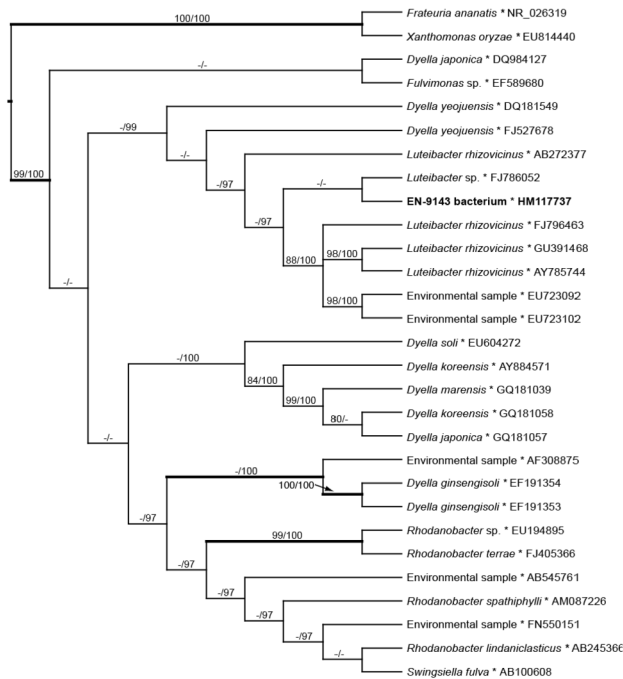 Frateuria ananatis * NR_026319
100/100
Xanthomonas oryzae * EU814440
Dyella japonica * DQ984127
-/-
Fulvimonas sp. * EF589680
Dyella yeojuensis * DQ181549
-/99
Dyella yeojuensis * FJ527678
-/-
Luteibacter rhizovicinus * AB272377
99/100
Luteibacter sp. * FJ786052
-/97
-/-
EN-9143 bacterium * HM117737
Luteibacter rhizovicinus * FJ796463
-/97
Luteibacter rhizovicinus * GU391468
98/100
88/100
Luteibacter rhizovicinus * AY785744
-/-
Environmental sample * EU723092
98/100
Environmental sample * EU723102
Dyella soli * EU604272
-/100
Dyella koreensis * AY884571
84/100
Dyella marensis * GQ181039
99/100
Dyella koreensis * GQ181058
80/-
Dyella japonica * GQ181057
-/-
Environmental sample * AF308875
-/100
100/100
Dyella ginsengisoli * EF191354
Dyella ginsengisoli * EF191353
-/97
Rhodanobacter sp. * EU194895
99/100
Rhodanobacter terrae * FJ405366
-/97
Environmental sample * AB545761
-/97
Rhodanobacter spathiphylli * AM087226
-/97
Environmental sample * FN550151
-/97
Rhodanobacter lindaniclasticus * AB245366
-/-
Swingsiella fulva * AB100608